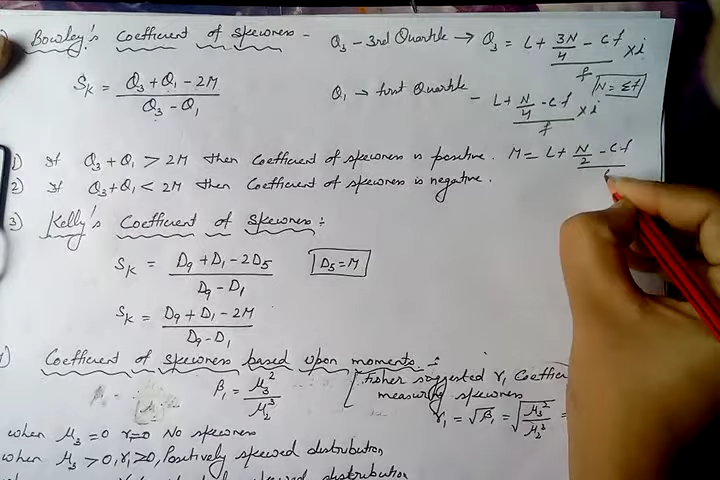 Bowley's Coefficient of skewness -
Q3 - 3rd Quartile → Q3 = L + (3N/4 - Cf)/f × i
N = Σf
Sk = (Q3 + Q1 - 2M)/(Q3 - Q1)
Q1 → first Quartile - L + (N/4 - Cf)/f × i
1) If Q3 + Q1 > 2M then Coefficient of skewness is positive. M = L + (N/2 - Cf)/
2) If Q3 + Q1 < 2M then Coefficient of skewness is negative.
3) Kelly's Coefficient of Skewness :-
Sk = (D9 + D1 - 2D5)/(D9 - D1) D5 = M
Sk = (D9 + D1 - 2M)/(D9 - D1)
Coefficient of skewness based upon moments :-
β1 = μ3²/μ2³
fisher suggested γ1
measuring skewness
γ1 = √β1 = √(μ3²/μ2³) =
when μ3 = 0 γ=0 No skewness
when μ3 > 0, γ1 > 0, Positively skewed distribution
skewed distribution